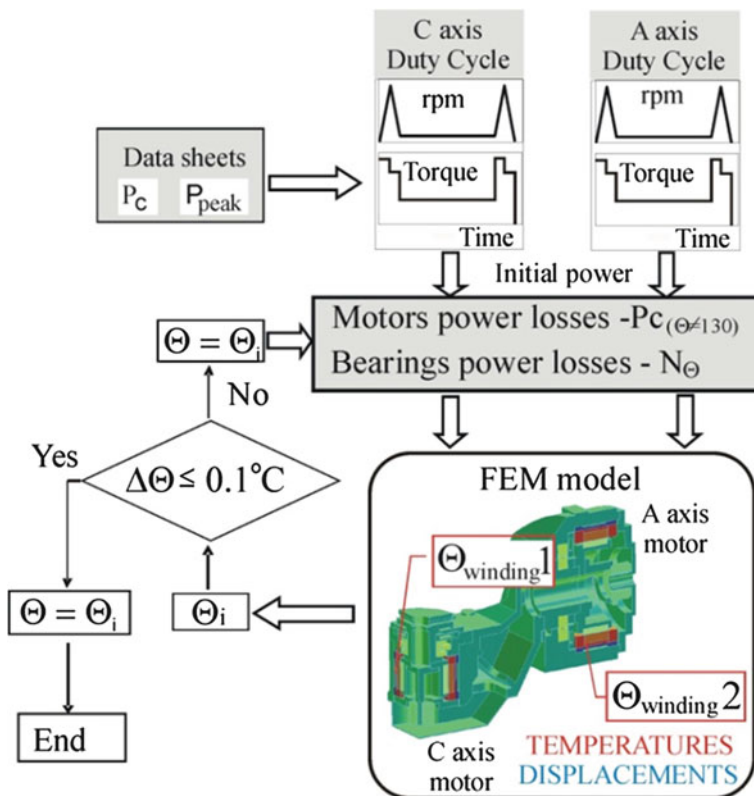 C axis
Duty Cycle
rpm
Torque
Time
A axis
Duty Cycle
rpm
Torque
Time
Data sheets
Pc Ppeak
Initial power
Motors power losses -Pc(Θ≠130)
Bearings power losses - NΘ
Θ = Θi
No
Yes
ΔΘ ≤ 0.1°C
Θi
Θ = Θi
End
FEM model
A axis
motor
Θwinding1
Θwinding2
C axis
motor
TEMPERATURES
DISPLACEMENTS